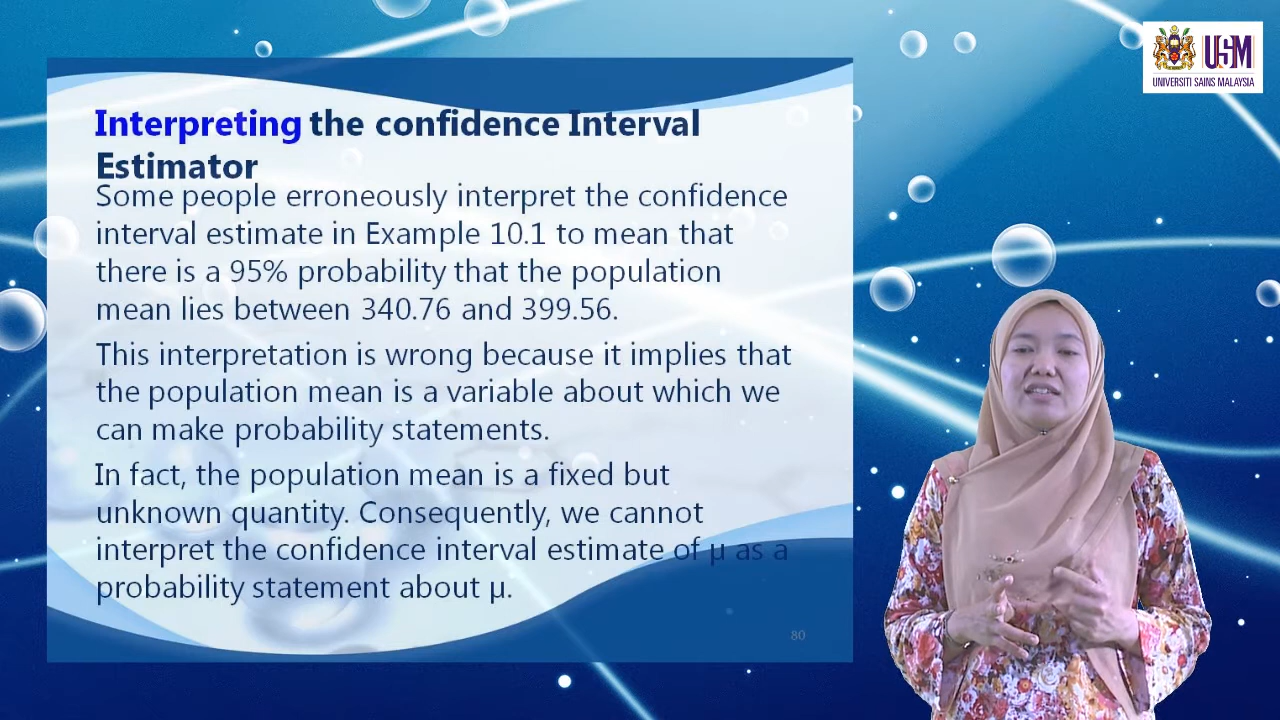 USM
UNIVERSITI SAINS MALAYSIA
Interpreting the confidence Interval
Estimator
Some people erroneously interpret the confidence
interval estimate in Example 10.1 to mean that
there is a 95% probability that the population
mean lies between 340.76 and 399.56.
This interpretation is wrong because it implies that
the population mean is a variable about which we
can make probability statements.
In fact, the population mean is a fixed but
unknown quantity. Consequently, we cannot
interpret the confidence interval estimate of μ as a
probability statement about μ.
80